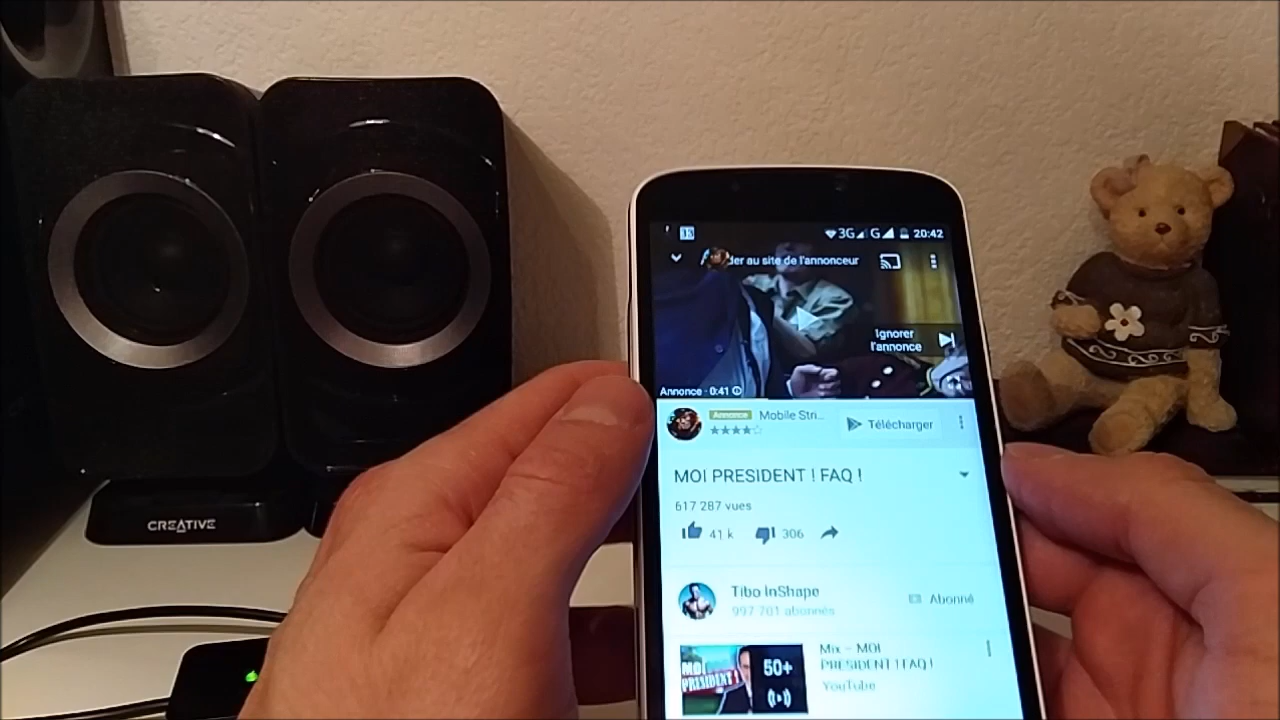 CREATIVE
3G G 20:42
der au site de l'annonceur
Ignorer
l'annonce
Annonce · 0:41
Annonce Mobile Stri...
Télécharger
MOI PRESIDENT ! FAQ !
617 287 vues
41 k 306
Tibo InShape
997 701 abonnés
Abonné
MOI
PRESIDENT !
50+
Mix - MOI
PRESIDENT ! FAQ !
YouTube